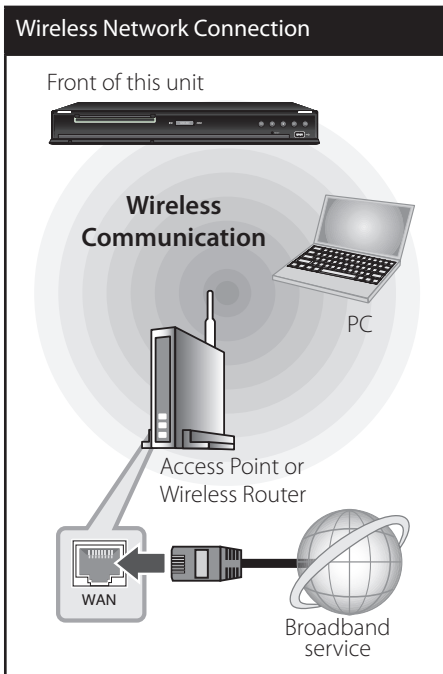 Wireless Network Connection
Front of this unit
Wireless
Communication
PC
Access Point or
Wireless Router
WAN
Broadband
service